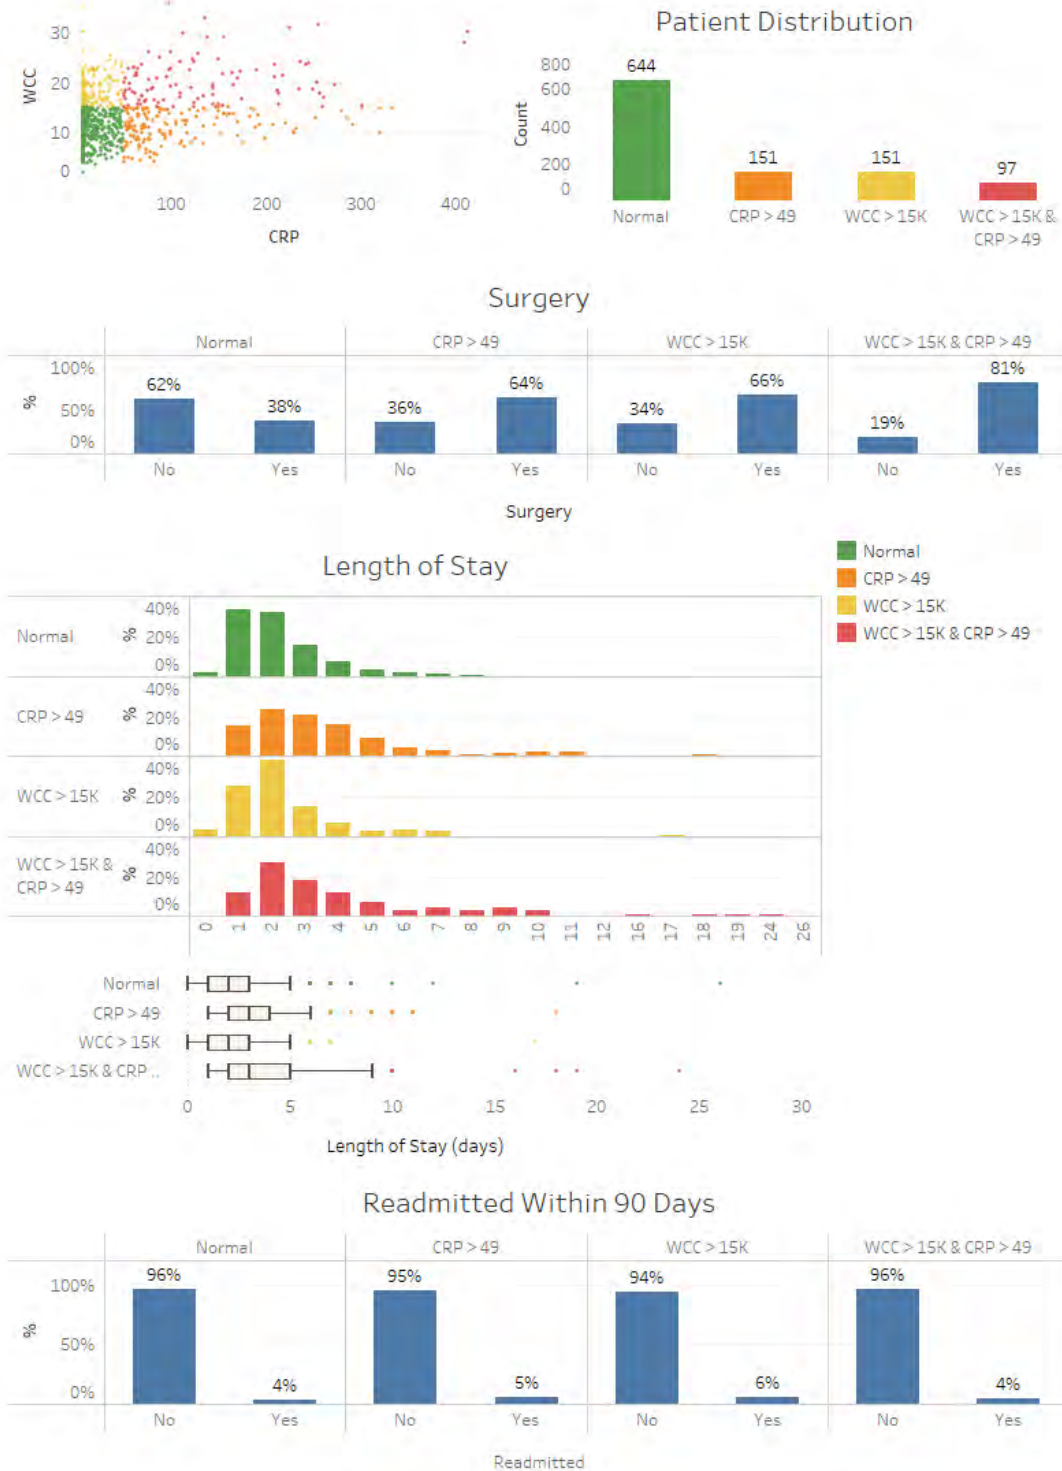 30
20
10
0
WCC
100 200 300 400
CRP
Patient Distribution
800
600
400
200
0
Count
644
151
151
97
Normal
CRP > 49
WCC > 15K
WCC > 15K &
CRP > 49
Surgery
Normal CRP > 49 WCC > 15K WCC > 15K & CRP > 49
100%
50%
0%
%
62% 38% 36% 64% 34% 66% 19% 81%
No Yes No Yes No Yes No Yes
Surgery
Length of Stay
Normal
CRP > 49
WCC > 15K
WCC > 15K & CRP > 49
Normal
%
40%
20%
0%
CRP > 49
%
40%
20%
0%
WCC > 15K
%
40%
20%
0%
WCC > 15K &
CRP > 49
%
40%
20%
0%
0 1 2 3 4 5 6 7 8 9 10 11 12 16 17 18 19 24 26
Normal
CRP > 49
WCC > 15K
WCC > 15K & CRP ..
0 5 10 15 20 25 30
Length of Stay (days)
Readmitted Within 90 Days
Normal CRP > 49 WCC > 15K WCC > 15K & CRP > 49
100%
50%
0%
%
96% 4% 95% 5% 94% 6% 96% 4%
No Yes No Yes No Yes No Yes
Readmitted